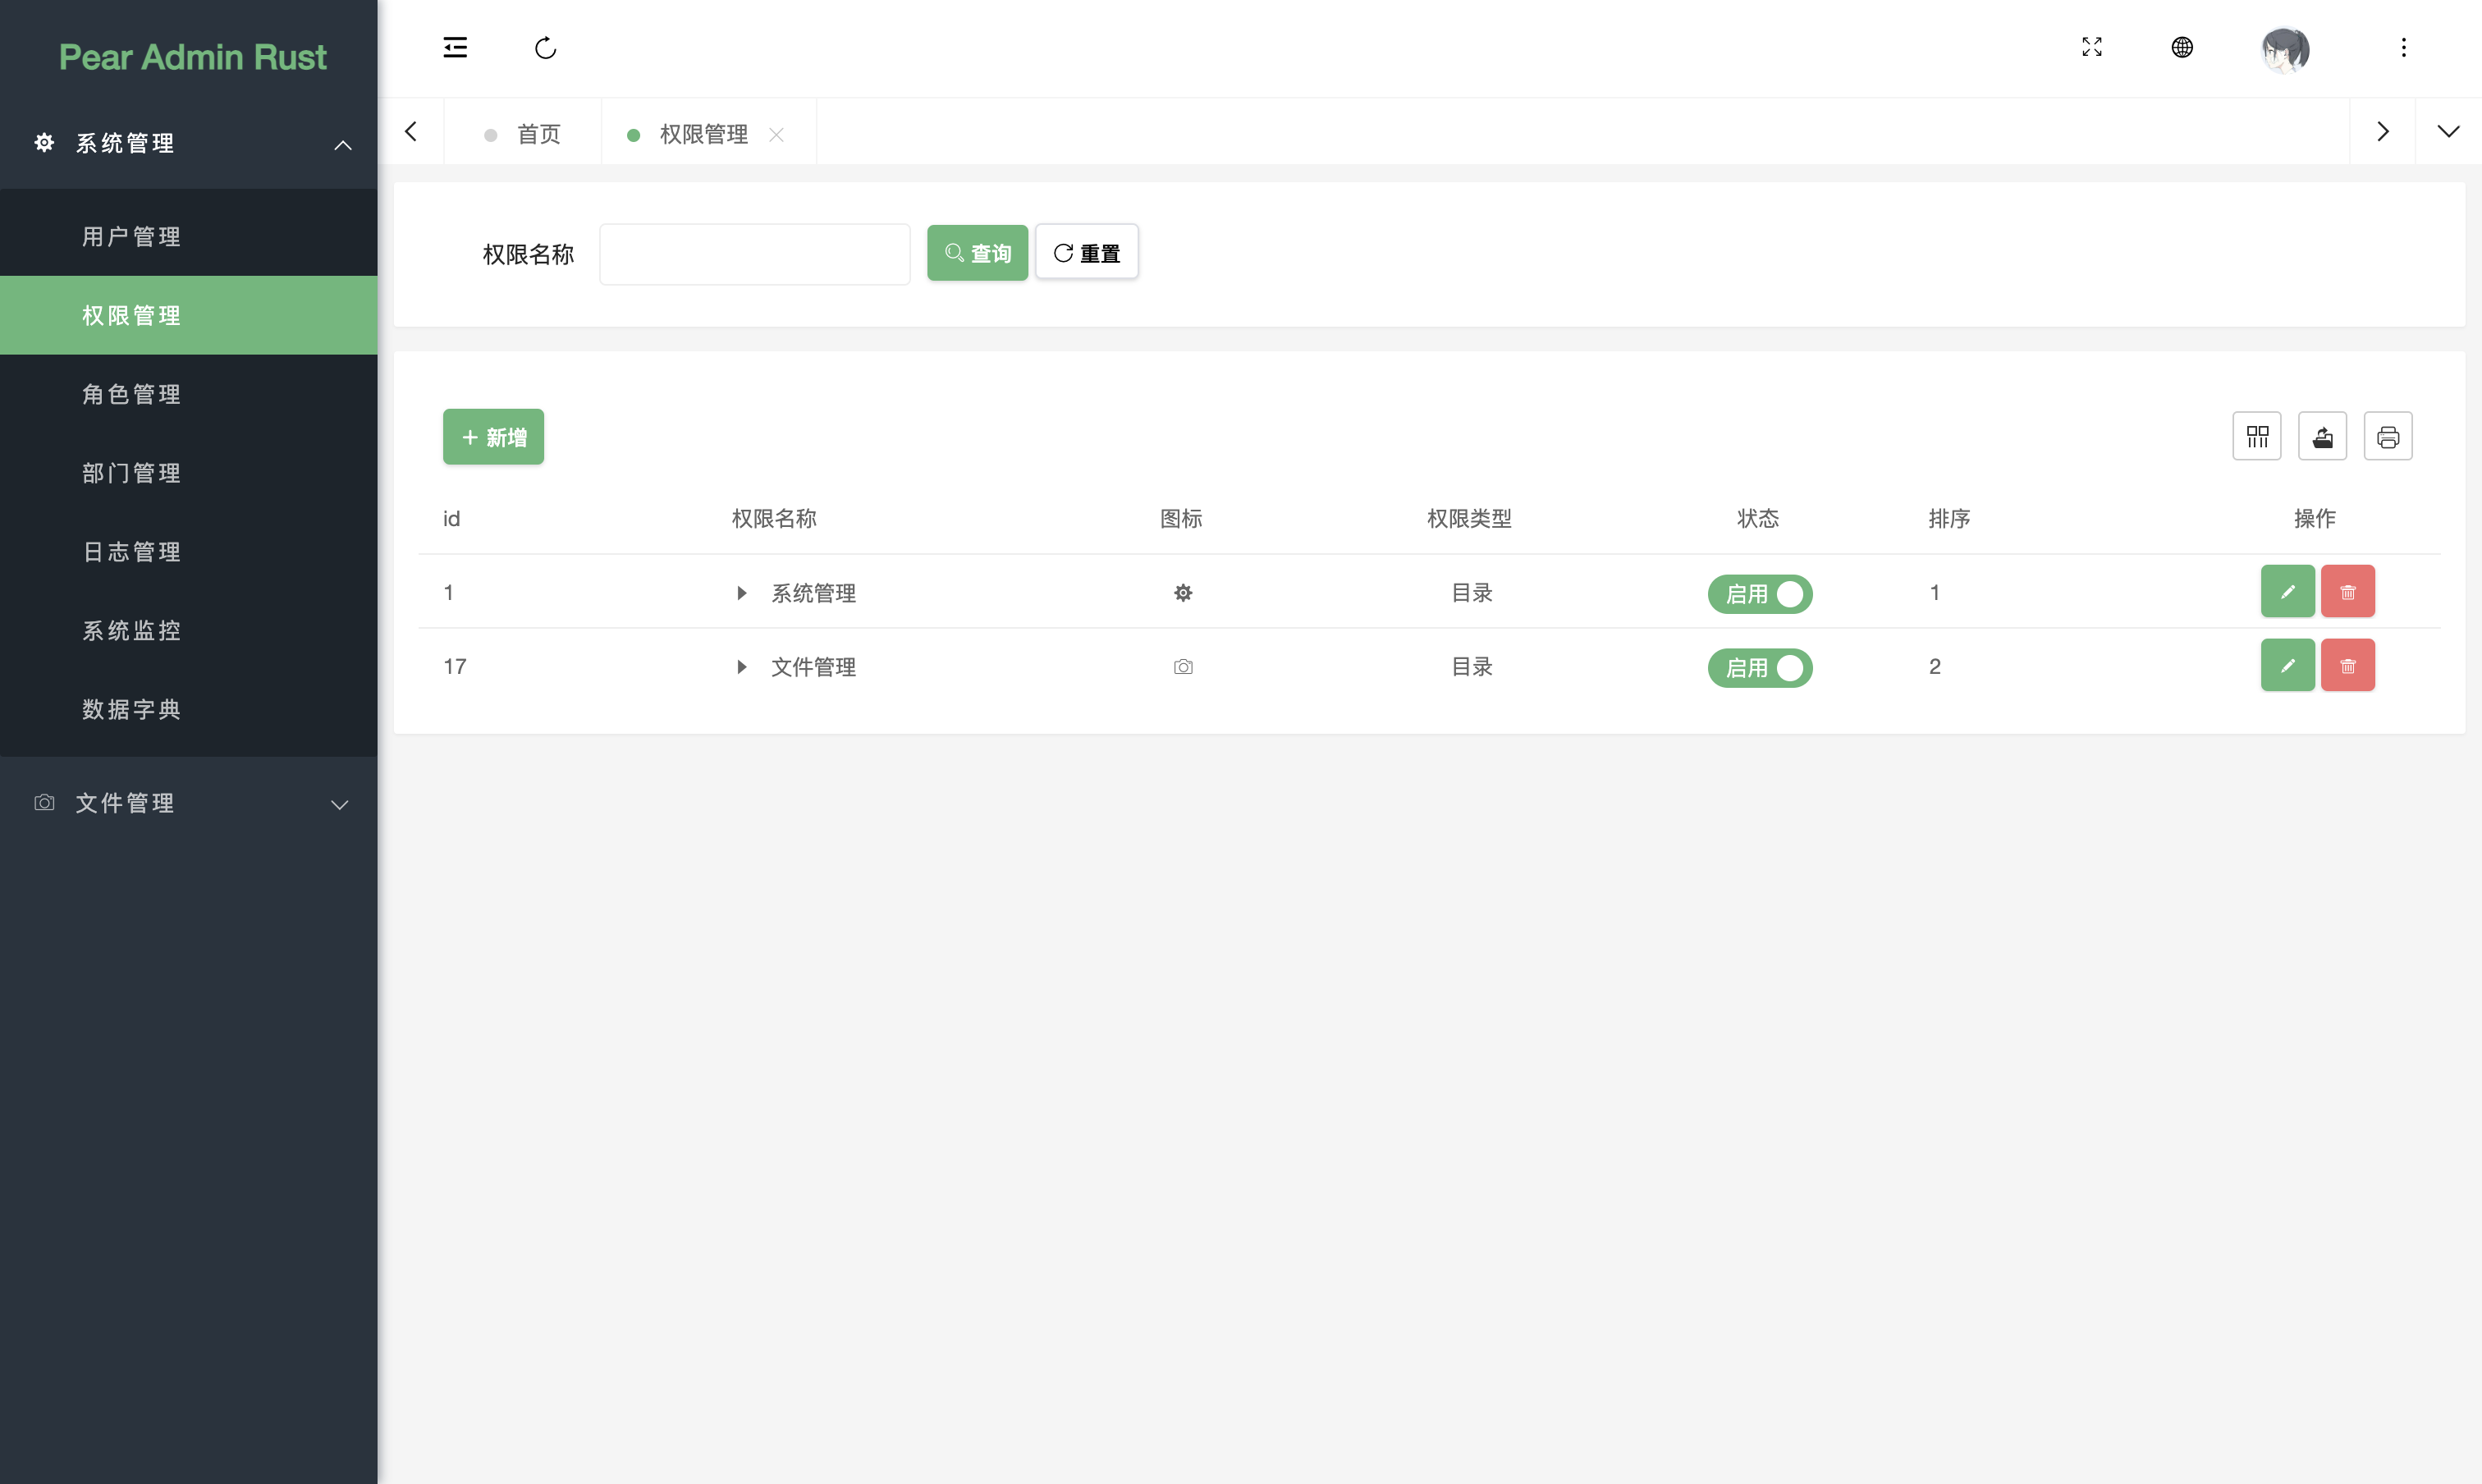 Pear Admin Rust
系统管理
用户管理
权限管理
角色管理
部门管理
日志管理
系统监控
数据字典
文件管理
首页 权限管理
权限名称 查询 重置
新增
id 权限名称 图标 权限类型 状态 排序 操作
1 系统管理 目录 启用 1
17 文件管理 目录 启用 2